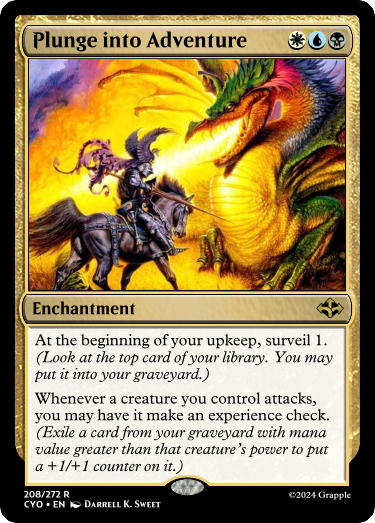 Plunge into Adventure
Enchantment
At the beginning of your upkeep, surveil 1.
(Look at the top card of your library. You may
put it into your graveyard.)
Whenever a creature you control attacks,
you may have it make an experience check.
(Exile a card from your graveyard with mana
value greater than that creature's power to put
a +1/+1 counter on it.)
208/272 R
CYO • EN DARRELL K. SWEET
©2024 Grapple